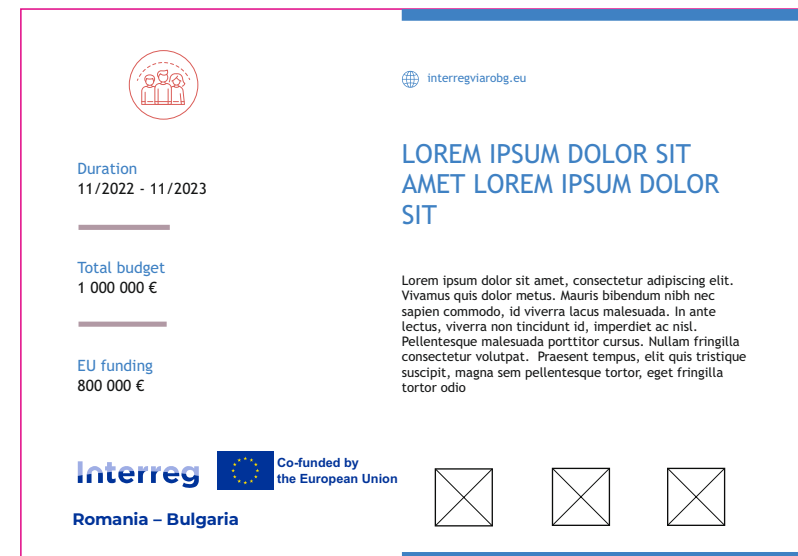 Duration
11/2022 - 11/2023
Total budget
1 000 000 €
EU funding
800 000 €
Interreg
Co-funded by
the European Union
Romania – Bulgaria
interregviarobg.eu
LOREM IPSUM DOLOR SIT
AMET LOREM IPSUM DOLOR
SIT
Lorem ipsum dolor sit amet, consectetur adipiscing elit.
Vivamus quis dolor metus. Mauris bibendum nibh nec
sapien commodo, id viverra lacus malesuada. In ante
lectus, viverra non tincidunt id, imperdiet ac nisl.
Pellentesque malesuada porttitor cursus. Nullam fringilla
consectetur volutpat.  Praesent tempus, elit quis tristique
suscipit, magna sem pellentesque tortor, eget fringilla
tortor odio